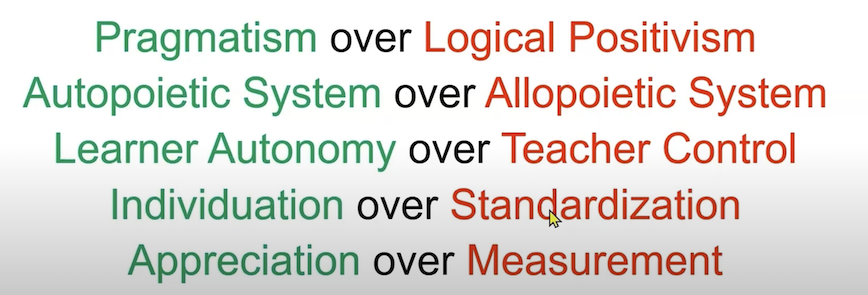 Pragmatism over Logical Positivism
Autopoietic System over Allopoietic System
Learner Autonomy over Teacher Control
Individuation over Standardization
Appreciation over Measurement